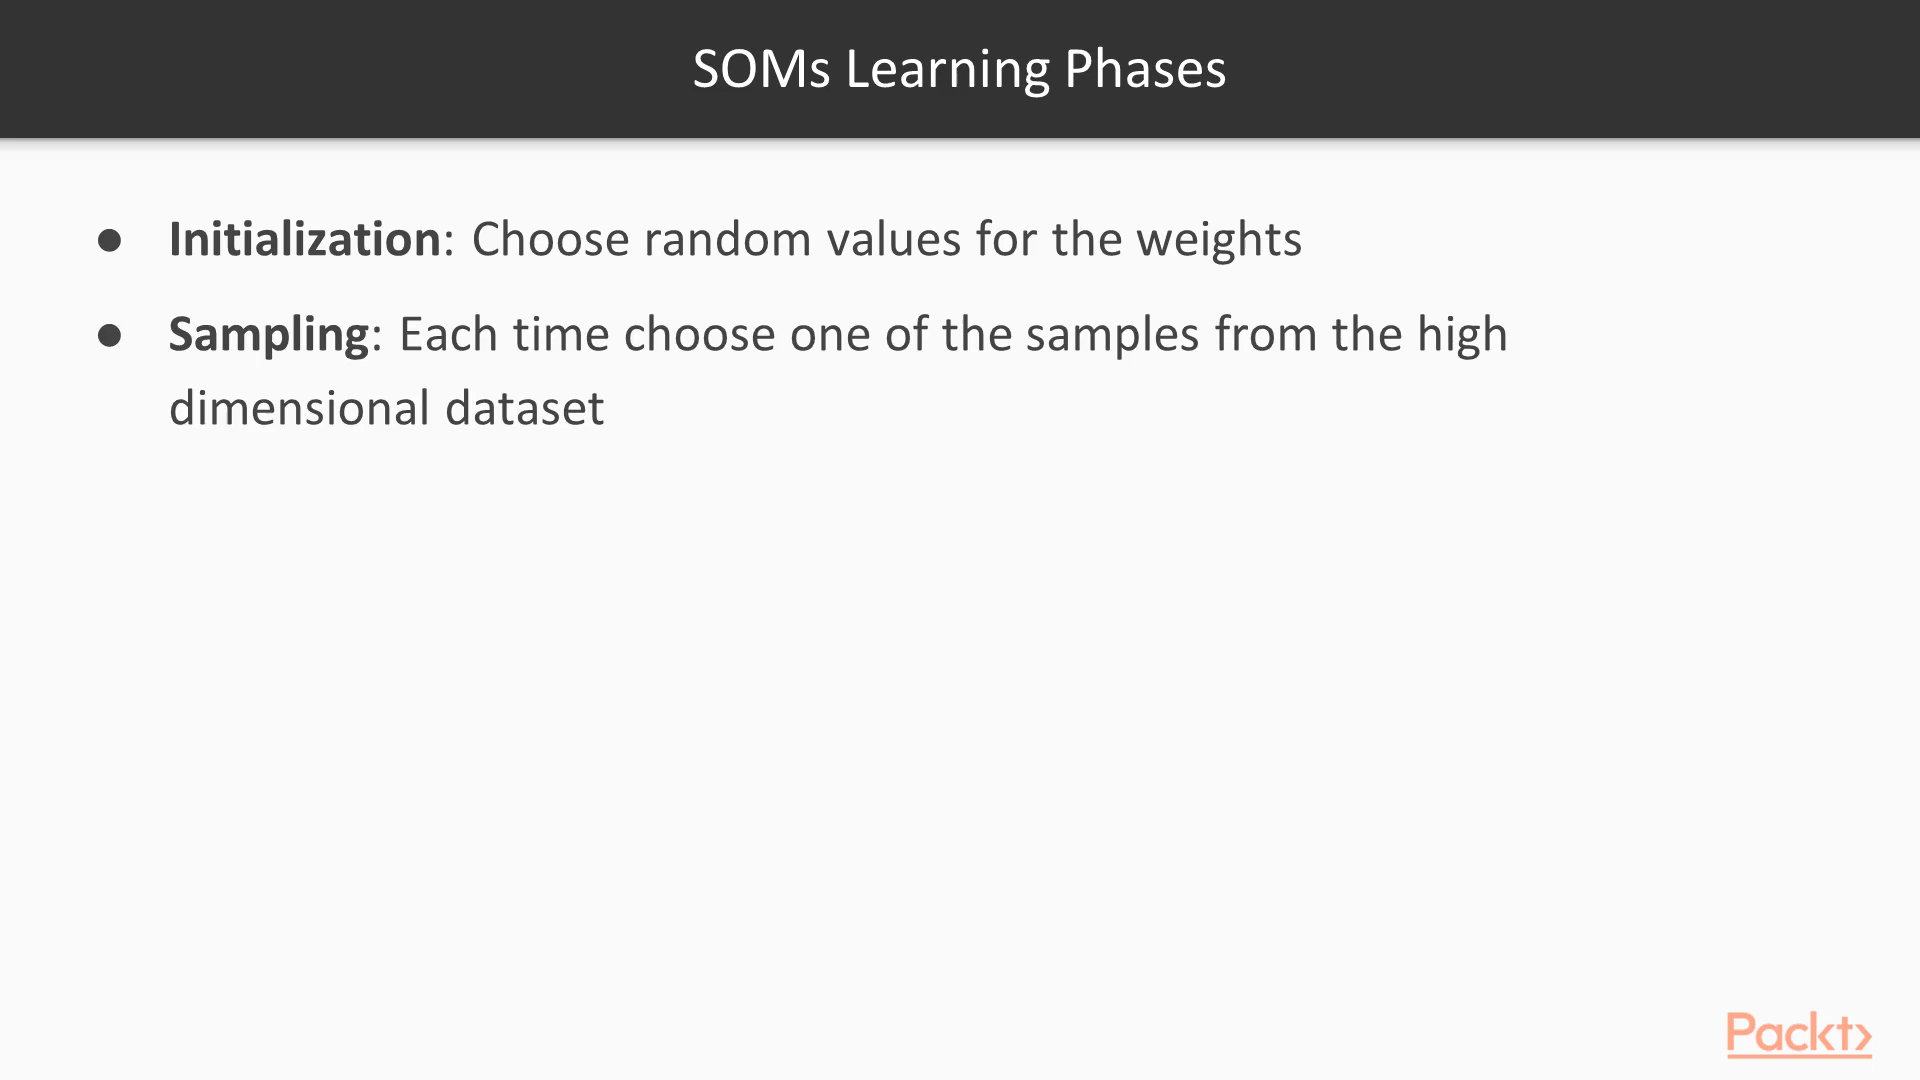 SOMs Learning Phases
● Initialization: Choose random values for the weights
● Sampling: Each time choose one of the samples from the high
dimensional dataset
Packt>